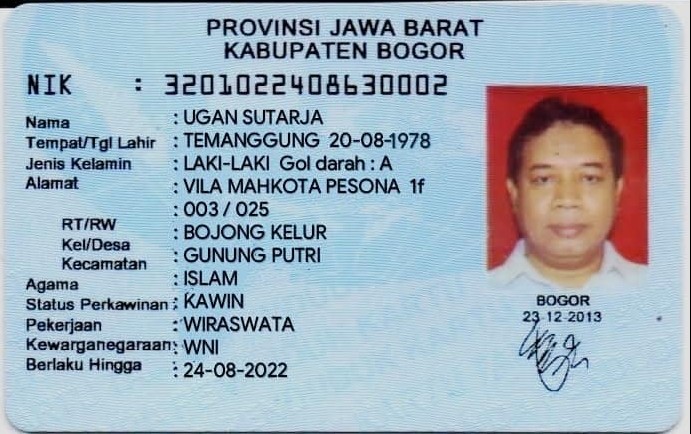 PROVINSI JAWA BARAT
KABUPATEN BOGOR
NIK : 3201022408630002
Nama : UGAN SUTARJA
Tempat/Tgl Lahir : TEMANGGUNG 20-08-1978
Jenis Kelamin : LAKI-LAKI Gol darah : A
Alamat : VILA MAHKOTA PESONA 1f
RT/RW : 003 / 025
Kel/Desa : BOJONG KELUR
Kecamatan : GUNUNG PUTRI
Agama : ISLAM
Status Perkawinan : KAWIN
Pekerjaan : WIRASWATA
Kewarganegaraan : WNI
Berlaku Hingga : 24-08-2022
BOGOR
23-12-2013